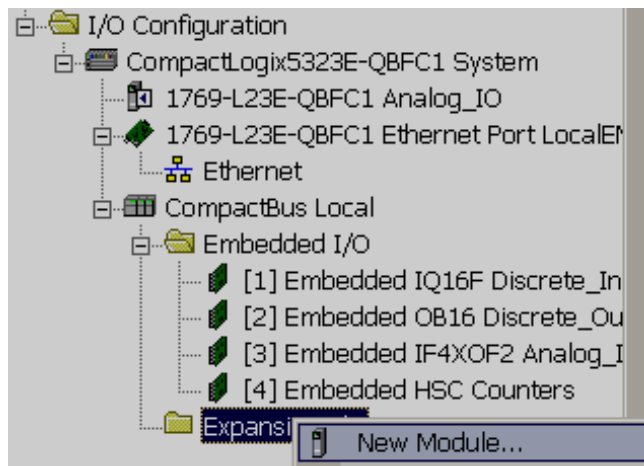 I/O Configuration
CompactLogix5323E-QBFC1 System
1769-L23E-QBFC1 Analog_IO
1769-L23E-QBFC1 Ethernet Port LocalEN
Ethernet
CompactBus Local
Embedded I/O
[1] Embedded IQ16F Discrete_In
[2] Embedded OB16 Discrete_Ou
[3] Embedded IF4XOF2 Analog_I
[4] Embedded HSC Counters
Expansi
New Module...